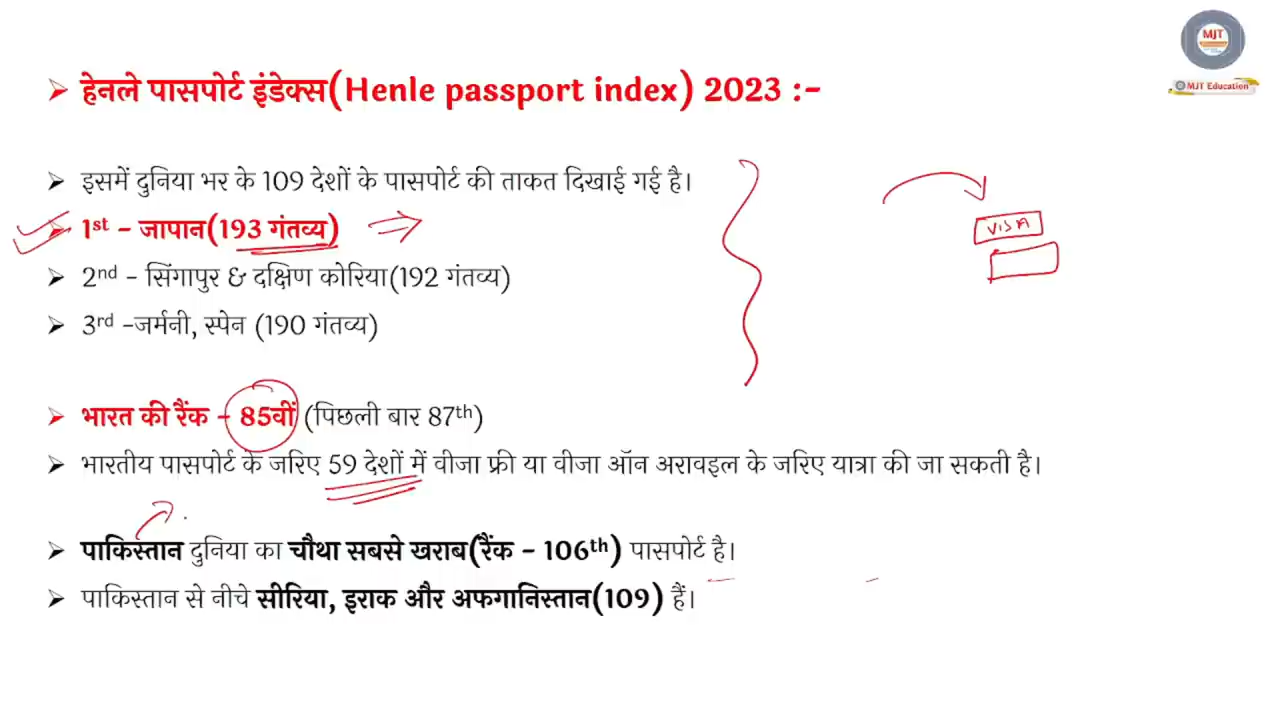 MJT
MJT Education
➢ हेनले पासपोर्ट इंडेक्स(Henle passport index) 2023 :-
➢ इसमें दुनिया भर के 109 देशों के पासपोर्ट की ताकत दिखाई गई है।
➢ 1st - जापान(193 गंतव्य)
VISA
➢ 2nd - सिंगापुर & दक्षिण कोरिया(192 गंतव्य)
➢ 3rd -जर्मनी, स्पेन (190 गंतव्य)
➢ भारत की रैंक - 85वीं (पिछली बार 87th)
➢ भारतीय पासपोर्ट के जरिए 59 देशों में वीजा फ्री या वीजा ऑन अरावइल के जरिए यात्रा की जा सकती है।
➢ पाकिस्तान दुनिया का चौथा सबसे खराब(रैंक - 106th) पासपोर्ट है।
➢ पाकिस्तान से नीचे सीरिया, इराक और अफगानिस्तान(109) हैं।